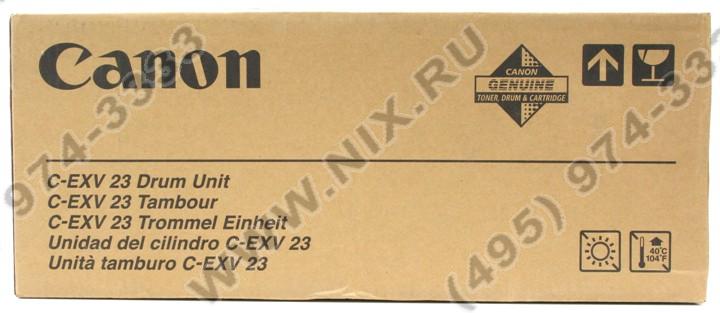 Canon
CANON
GENUINE
TONER, DRUM & CARTRIDGE
C-EXV 23 Drum Unit
C-EXV 23 Tambour
C-EXV 23 Trommel Einheit
Unidad del cilindro C-EXV 23
Unità tamburo C-EXV 23
40°C
104°F
974-3333
WWW.NIX.RU
(495) 974-333